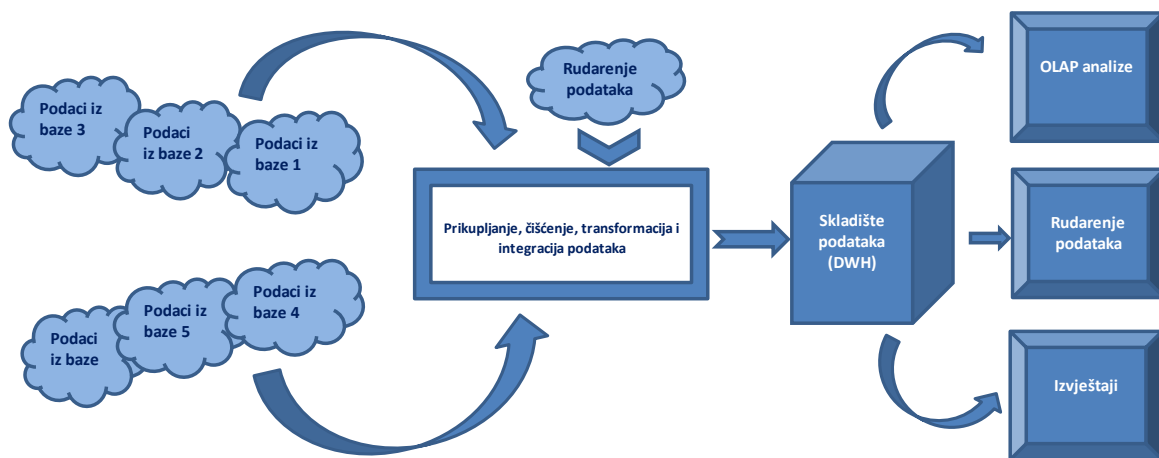 Podaci iz
baze 3
Podaci
iz baze 2
Podaci iz
baze 1
Rudarenje
podataka
Prikupljanje, čišćenje, transformacija i
integracija podataka
Podaci
iz baze
Podaci iz
baze 5
Podaci iz
baze 4
Skladište
podataka
(DWH)
OLAP analize
Rudarenje
podataka
Izvještaji